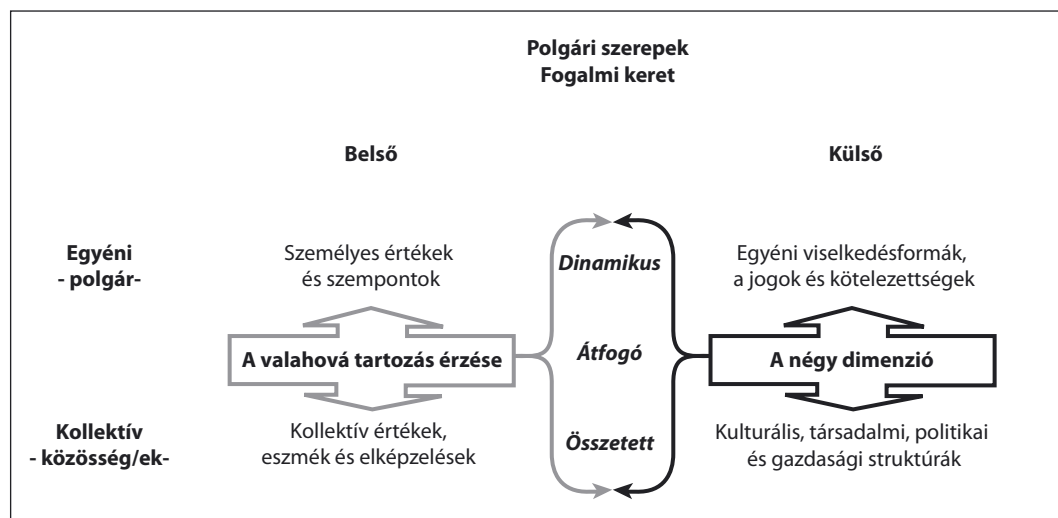 Polgári szerepek
Fogalmi keret
Belső
Külső
Egyéni
- polgár-
Személyes értékek
és szempontok
Dinamikus
Egyéni viselkedésformák,
a jogok és kötelezettségek
A valahová tartozás érzése
Átfogó
A négy dimenzió
Kollektív
- közösség/ek-
Kollektív értékek,
eszmék és elképzelések
Összetett
Kulturális, társadalmi, politikai
és gazdasági struktúrák